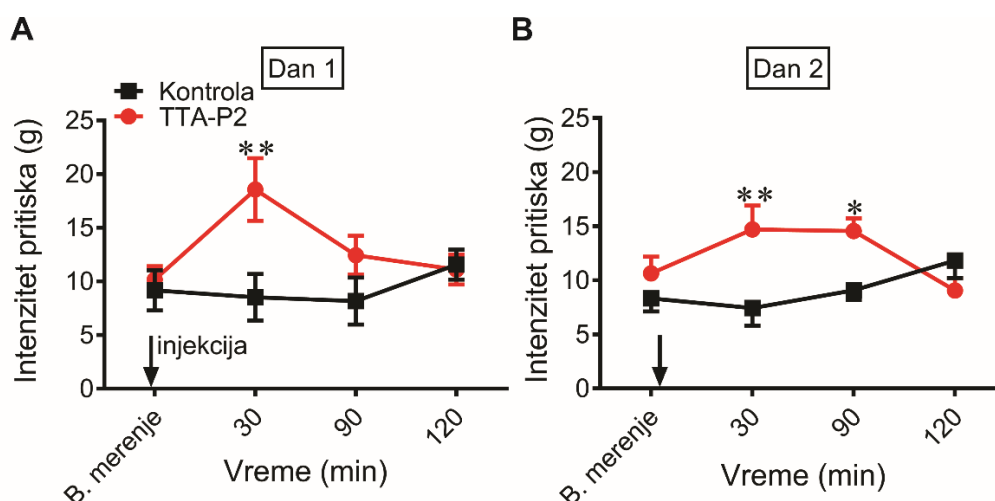 A
Dan 1
Kontrola
TTA-P2
Intenzitet pritiska (g)
25
20
15
10
5
0
**
injekcija
B. merenje
30
90
120
Vreme (min)
B
Dan 2
Intenzitet pritiska (g)
25
20
15
10
5
0
**
*
B. merenje
30
90
120
Vreme (min)